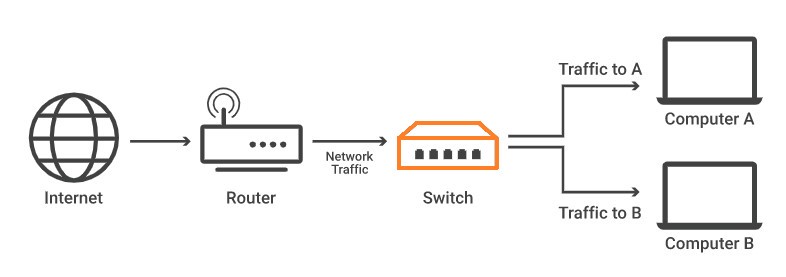 Internet
Router
Network
Traffic
Switch
Traffic to A
Computer A
Traffic to B
Computer B